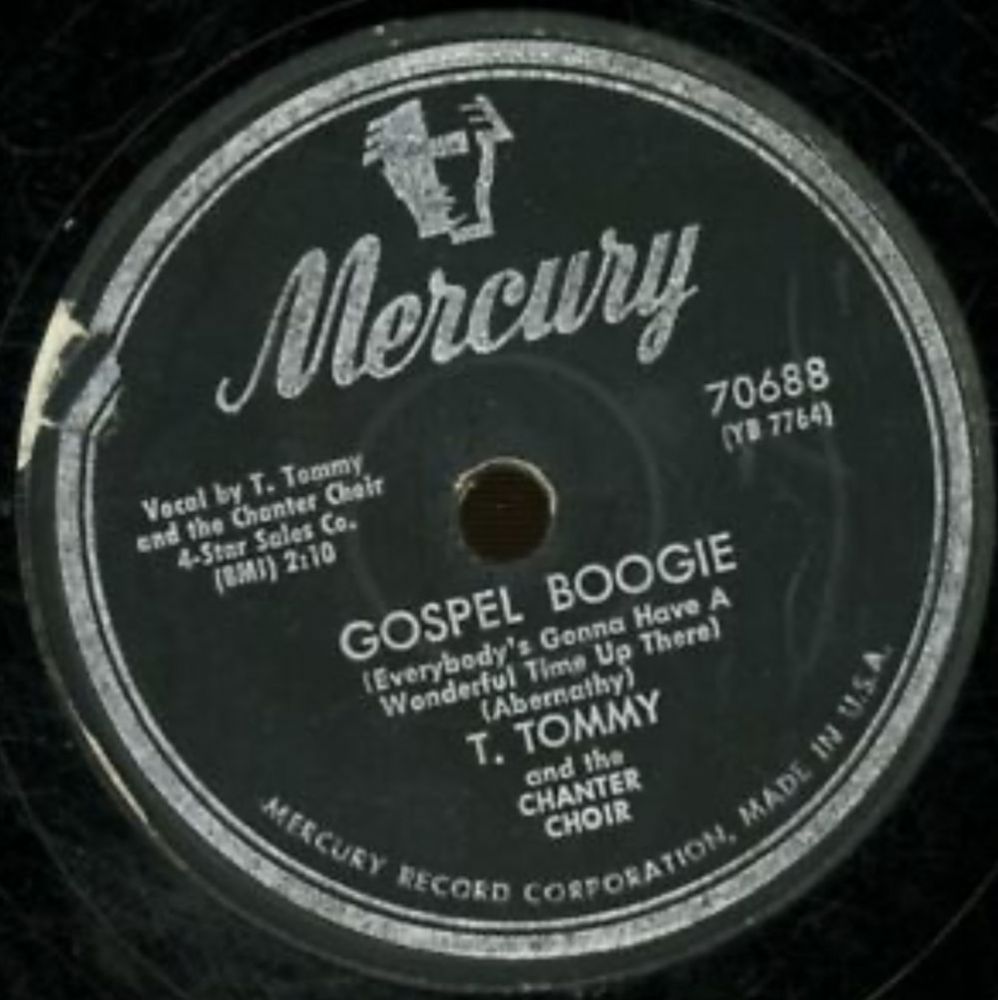 Mercury
70688
(YB 7764)
Vocal by T. Tommy
and the Chanter Choir
4-Star Sales Co.
(BMI) 2:10
GOSPEL BOOGIE
(Everybody's Gonna Have A
Wonderful Time Up There)
(Abernathy)
T. TOMMY
and the
CHANTER
CHOIR
MERCURY RECORD CORPORATION, MADE IN U.S.A.